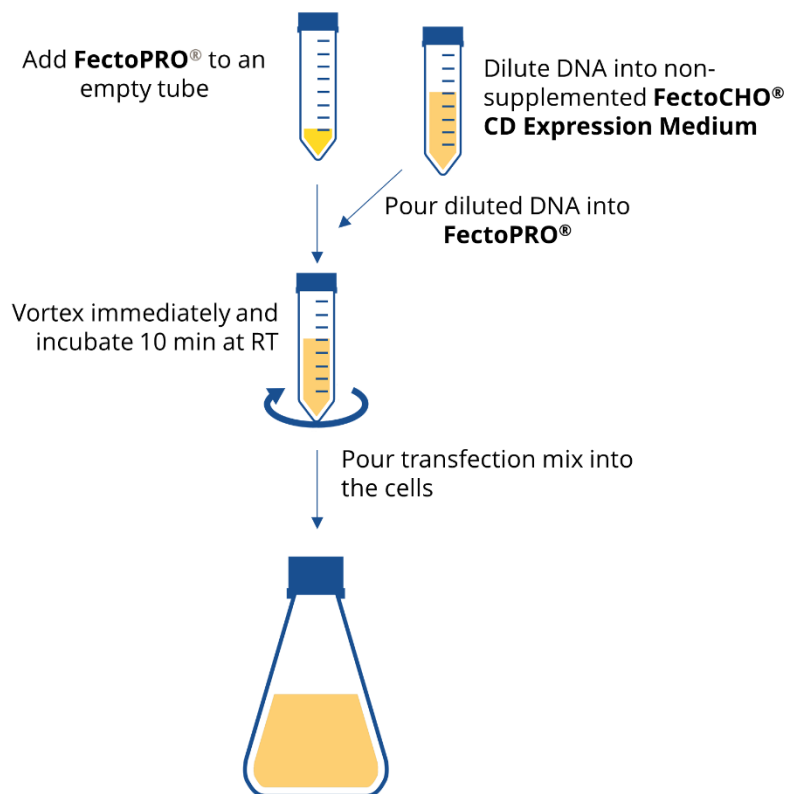 Add FectoPRO® to an
empty tube
Dilute DNA into non-
supplemented FectoCHO®
CD Expression Medium
Pour diluted DNA into
FectoPRO®
Vortex immediately and
incubate 10 min at RT
Pour transfection mix into
the cells